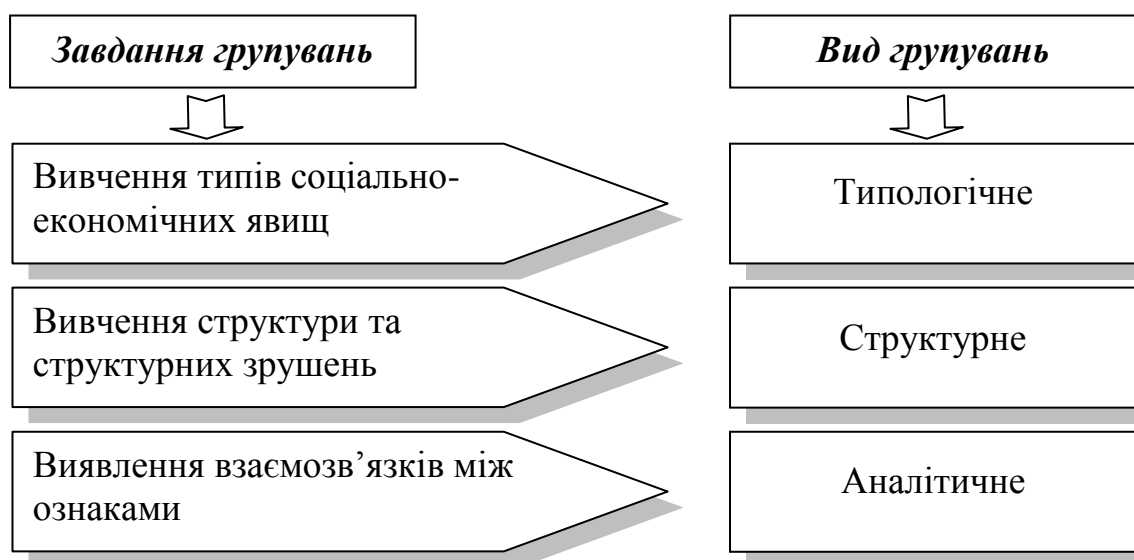 Завдання групувань
Вид групувань
Вивчення типів соціально-
економічних явищ
Типологічне
Вивчення структури та
структурних зрушень
Структурне
Виявлення взаємозв’язків між
ознаками
Аналітичне